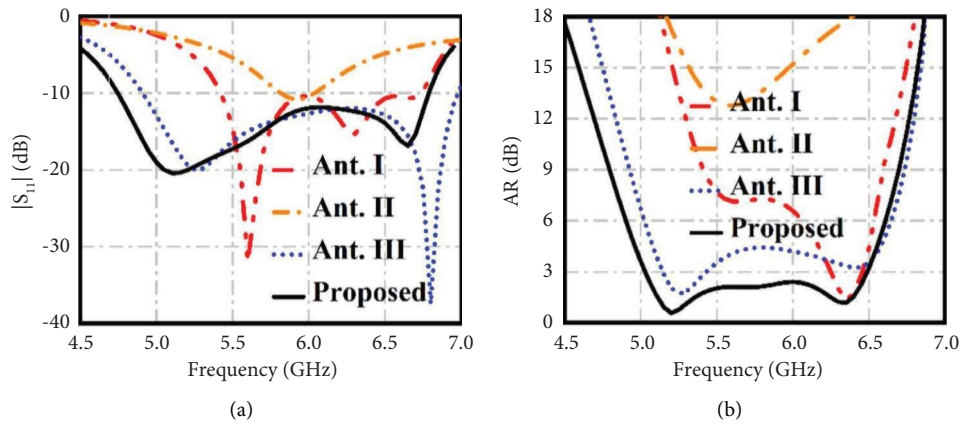 0
-10
-20
-30
-40
|S11| (dB)
Ant. I
Ant. II
Ant. III
Proposed
4.5 5.0 5.5 6.0 6.5 7.0
Frequency (GHz)
(a)
18
15
12
9
6
3
0
AR (dB)
Ant. I
Ant. II
Ant. III
Proposed
4.5 5.0 5.5 6.0 6.5 7.0
Frequency (GHz)
(b)